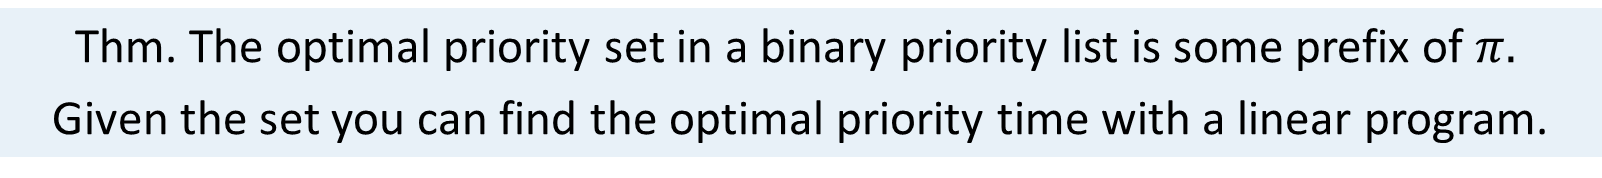 Thm. The optimal priority set in a binary priority list is some prefix of π.
Given the set you can find the optimal priority time with a linear program.